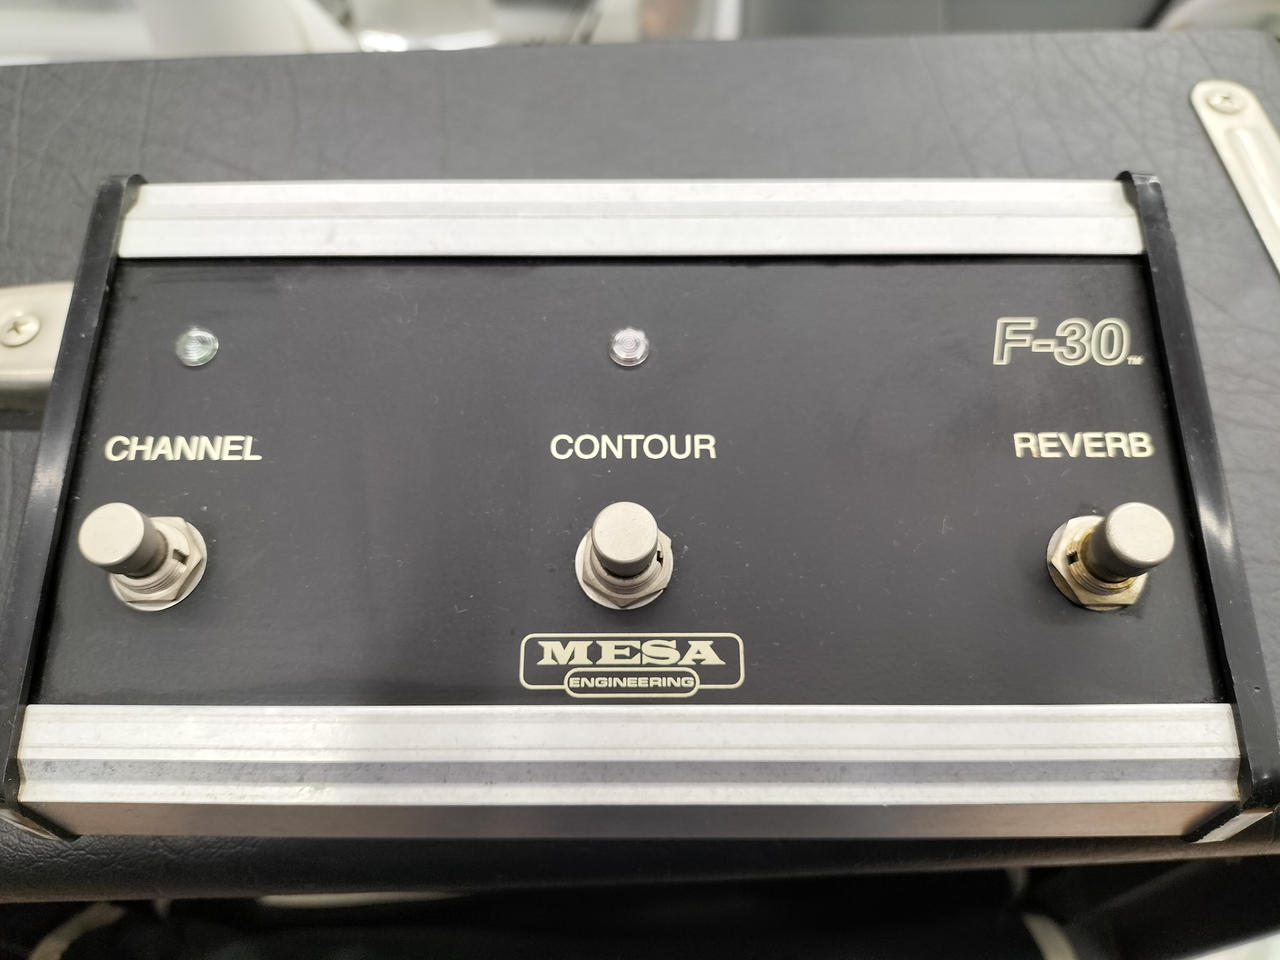 F-30™
CHANNEL
CONTOUR
REVERB
MESA
ENGINEERING